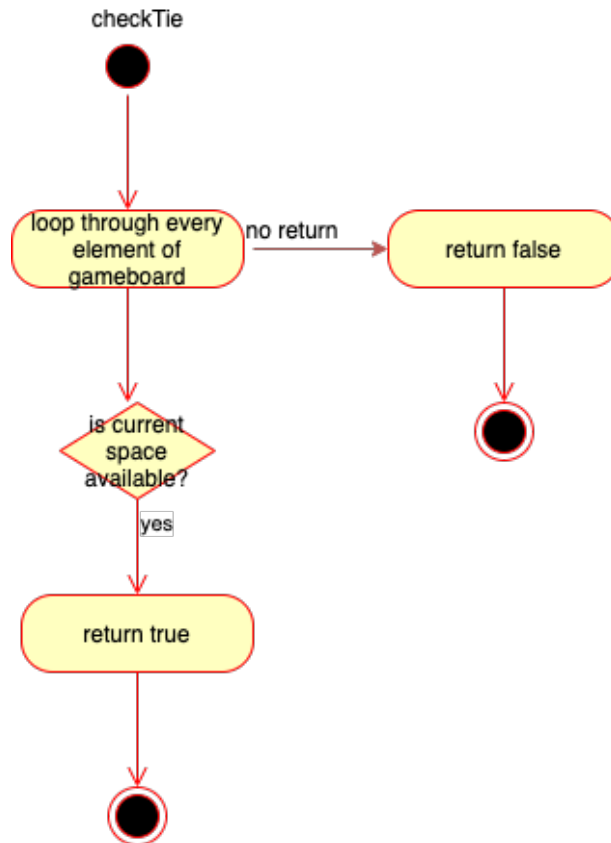 checkTie
loop through every
element of
gameboard
no return
return false
is current
space
available?
yes
return true